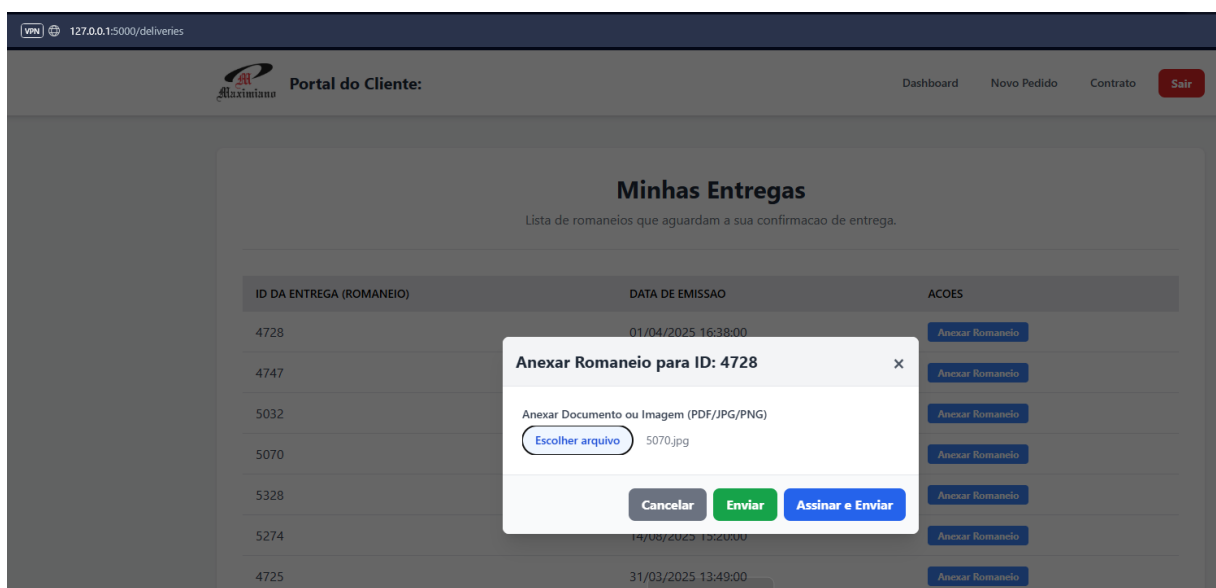 VPN 127.0.0.1:5000/deliveries
Maximiano Portal do Cliente: Dashboard Novo Pedido Contrato Sair
Minhas Entregas
Lista de romaneios que aguardam a sua confirmacao de entrega.
ID DA ENTREGA (ROMANEIO) DATA DE EMISSAO ACOES
4728 01/04/2025 16:38:00 Anexar Romaneio
Anexar Romaneio para ID: 4728 ×
4747 Anexar Romaneio
5032 Anexar Romaneio
Anexar Documento ou Imagem (PDF/JPG/PNG)
Escolher arquivo 5070.jpg
5070 Anexar Romaneio
5328 Anexar Romaneio
Cancelar Enviar Assinar e Enviar
5274 14/08/2025 15:20:00 Anexar Romaneio
4725 31/03/2025 13:49:00 Anexar Romaneio